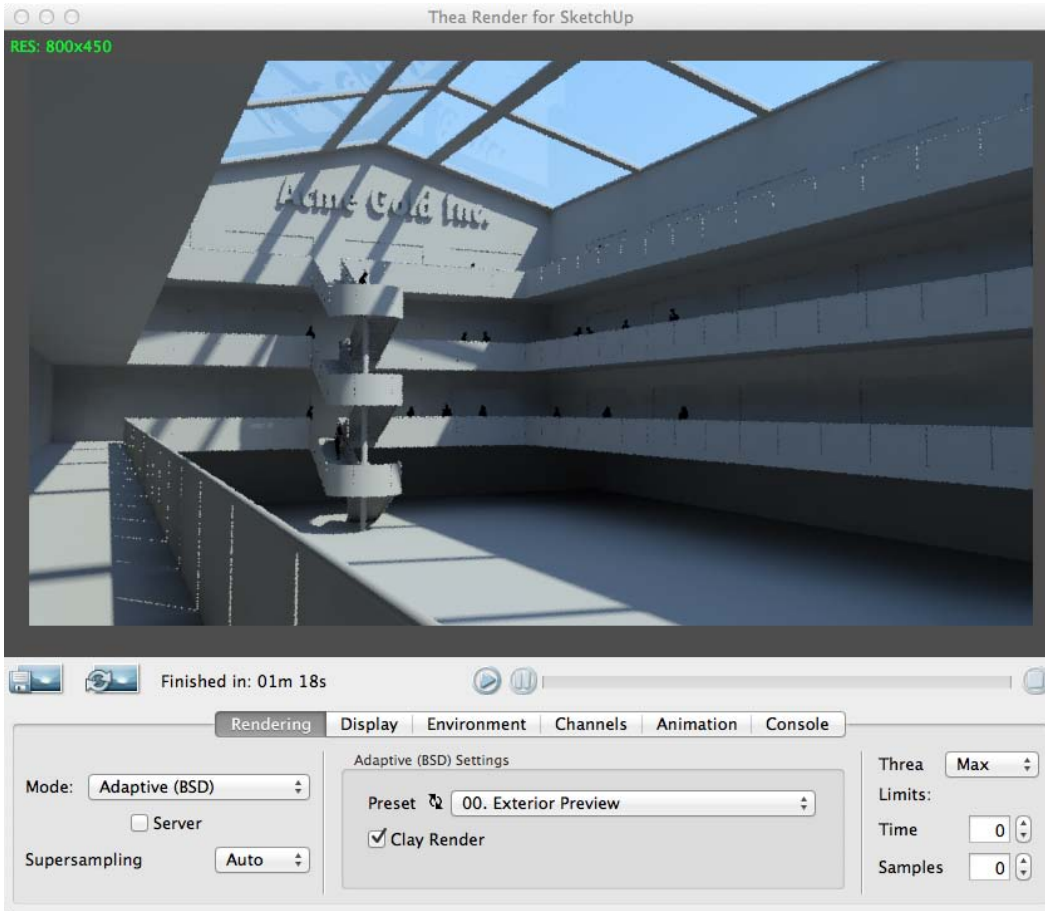 Thea Render for SketchUp
RES: 800x450
Acme Gold Inc.
Finished in: 01m 18s
Rendering Display Environment Channels Animation Console
Adaptive (BSD) Settings
Mode: Adaptive (BSD)
Server
Supersampling Auto
Preset 00. Exterior Preview
Clay Render
Threa Max
Limits:
Time 0
Samples 0